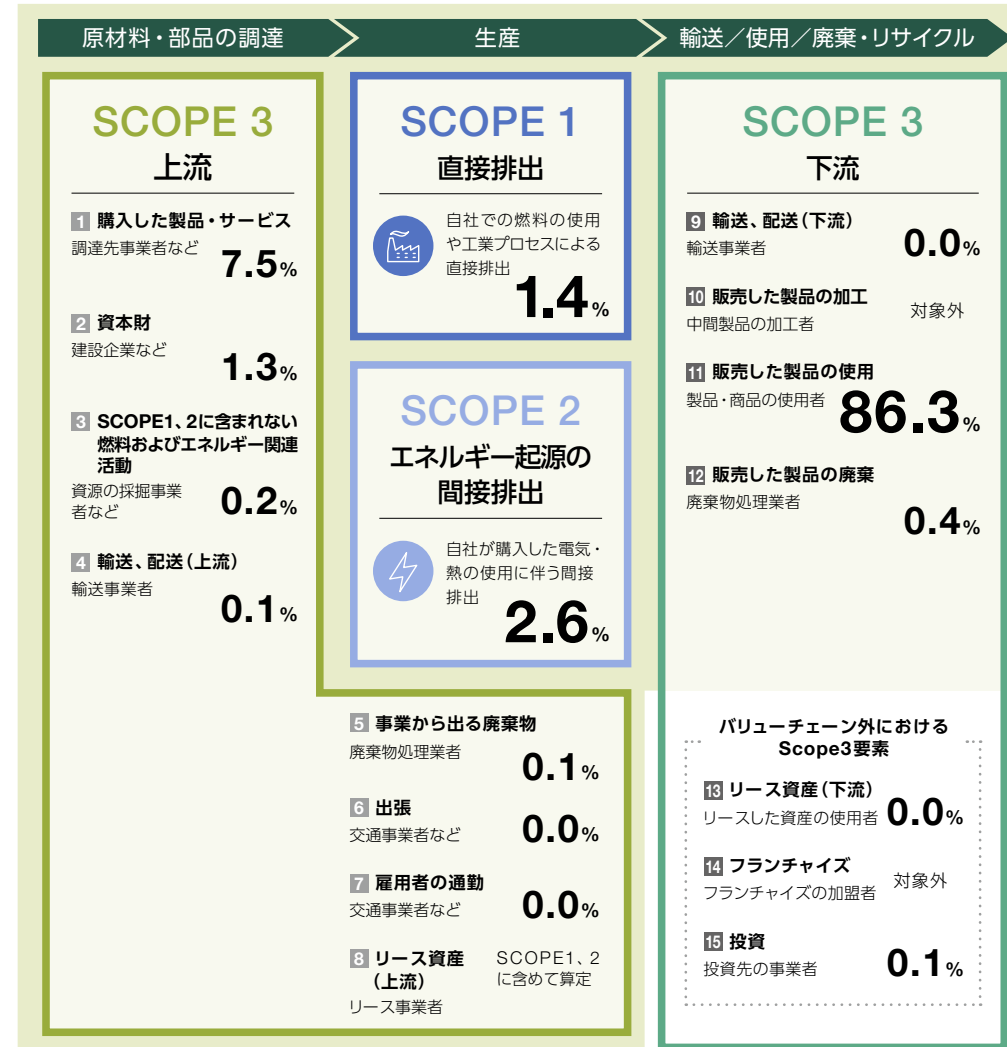 原材料・部品の調達
生産
輸送／使用／廃棄・リサイクル
SCOPE 3
上流
1 購入した製品・サービス
調達先事業者など
7.5%
2 資本財
建設企業など
1.3%
3 SCOPE1、2に含まれない
燃料およびエネルギー関連
活動
資源の採掘事業
者など
0.2%
4 輸送、配送（上流）
輸送事業者
0.1%
5 事業から出る廃棄物
廃棄物処理業者
0.1%
6 出張
交通事業者など
0.0%
7 雇用者の通勤
交通事業者など
0.0%
8 リース資産
（上流）
リース事業者
SCOPE1、2
に含めて算定
SCOPE 1
直接排出
自社での燃料の使用
や工業プロセスによる
直接排出
1.4%
SCOPE 2
エネルギー起源の
間接排出
自社が購入した電気・
熱の使用に伴う間接
排出
2.6%
SCOPE 3
下流
9 輸送、配送（下流）
輸送事業者
0.0%
10 販売した製品の加工
中間製品の加工者
対象外
11 販売した製品の使用
製品・商品の使用者
86.3%
12 販売した製品の廃棄
廃棄物処理業者
0.4%
バリューチェーン外における
Scope3要素
13 リース資産（下流）
リースした資産の使用者
0.0%
14 フランチャイズ
フランチャイズの加盟者
対象外
15 投資
投資先の事業者
0.1%